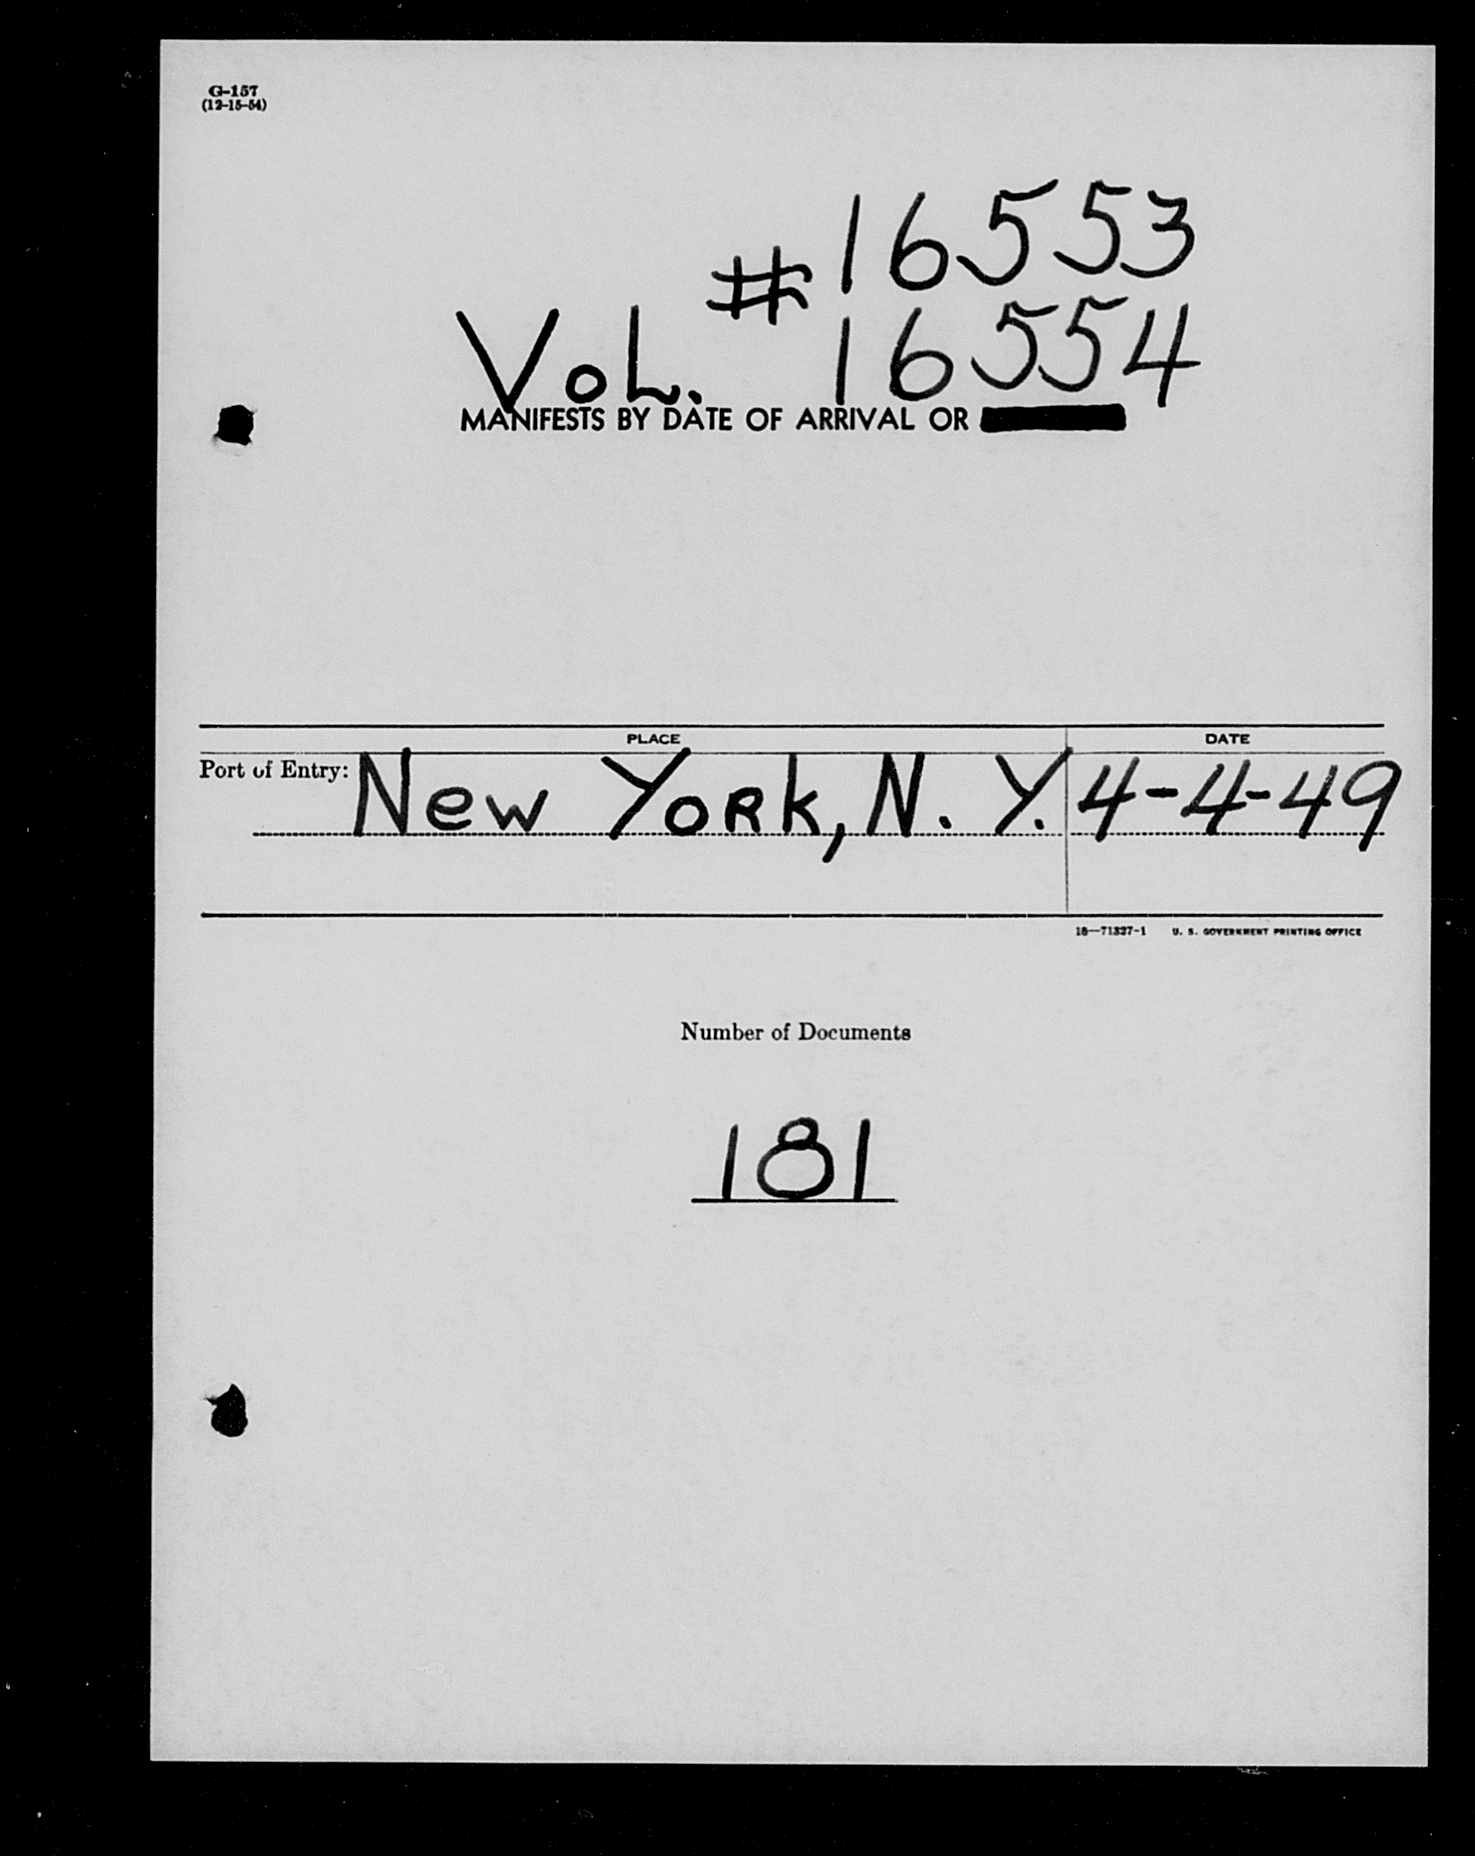 G-157
(12-15-54)
# 16553
Vol. 16554
MANIFESTS BY DATE OF ARRIVAL OR
PLACE DATE
Port of Entry: New York, N. Y. 4-4-49
16—71327-1 U. S. GOVERNMENT PRINTING OFFICE
Number of Documents
181